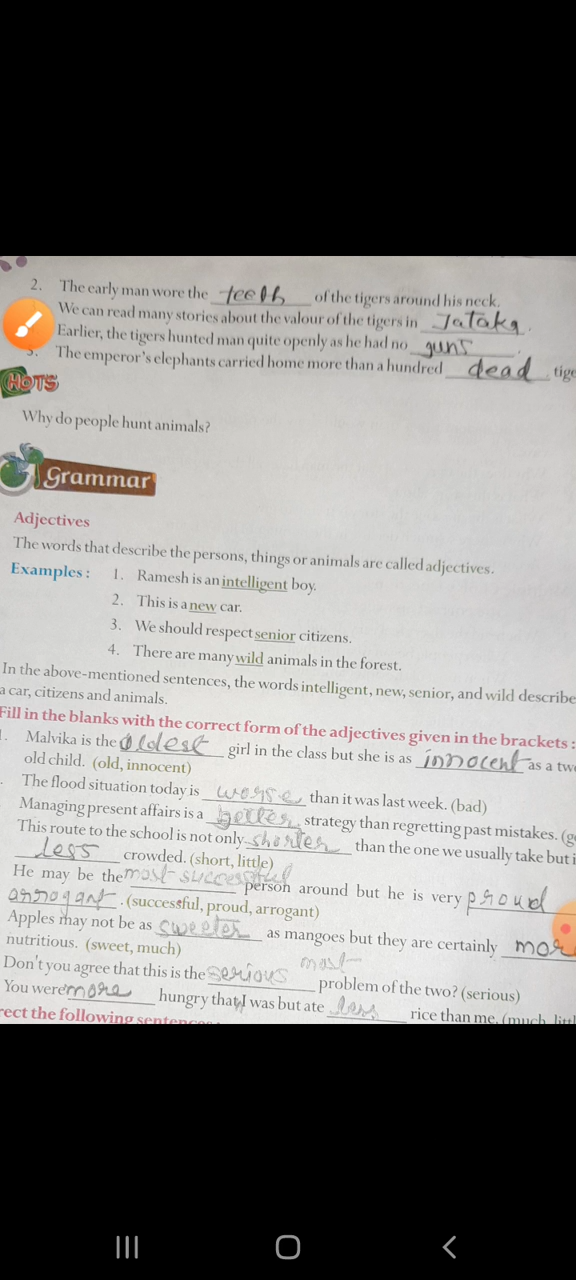 2. The early man wore the teeth of the tigers around his neck.
We can read many stories about the valour of the tigers in Jataka.
Earlier, the tigers hunted man quite openly as he had no guns.
5. The emperor's elephants carried home more than a hundred dead tige
HOTS
Why do people hunt animals?
Grammar
Adjectives
The words that describe the persons, things or animals are called adjectives.
Examples: 1. Ramesh is an intelligent boy.
2. This is a new car.
3. We should respect senior citizens.
4. There are many wild animals in the forest.
In the above-mentioned sentences, the words intelligent, new, senior, and wild describe
a car, citizens and animals.
Fill in the blanks with the correct form of the adjectives given in the brackets :
1. Malvika is the oldest girl in the class but she is as innocent as a tw
old child. (old, innocent)
The flood situation today is worse than it was last week. (bad)
Managing present affairs is a better strategy than regretting past mistakes. (g
This route to the school is not only shorter than the one we usually take but i
less crowded. (short, little)
He may be the most successful person around but he is very proud
arrogant. (successful, proud, arrogant)
Apples may not be as sweeter as mangoes but they are certainly mor
nutritious. (sweet, much)
most
Don't you agree that this is the serious problem of the two? (serious)
You were more hungry that I was but ate less rice than me. (much, littl
rect the following sentences